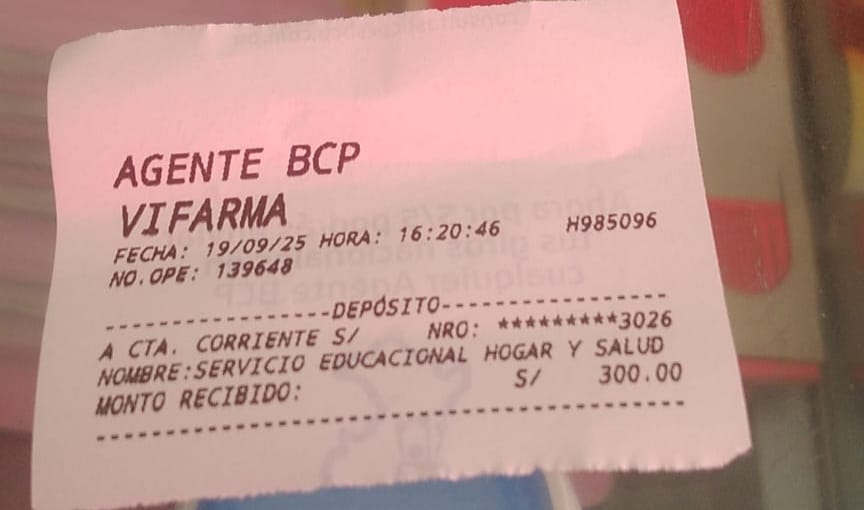 AGENTE BCP
VIFARMA
FECHA: 19/09/25 HORA: 16:20:46 H985096
NO.OPE: 139648
------------------DEPÓSITO------------------
A CTA. CORRIENTE S/ NRO: *********3026
NOMBRE:SERVICIO EDUCACIONAL HOGAR Y SALUD
MONTO RECIBIDO: S/ 300.00
--------------------------------------------